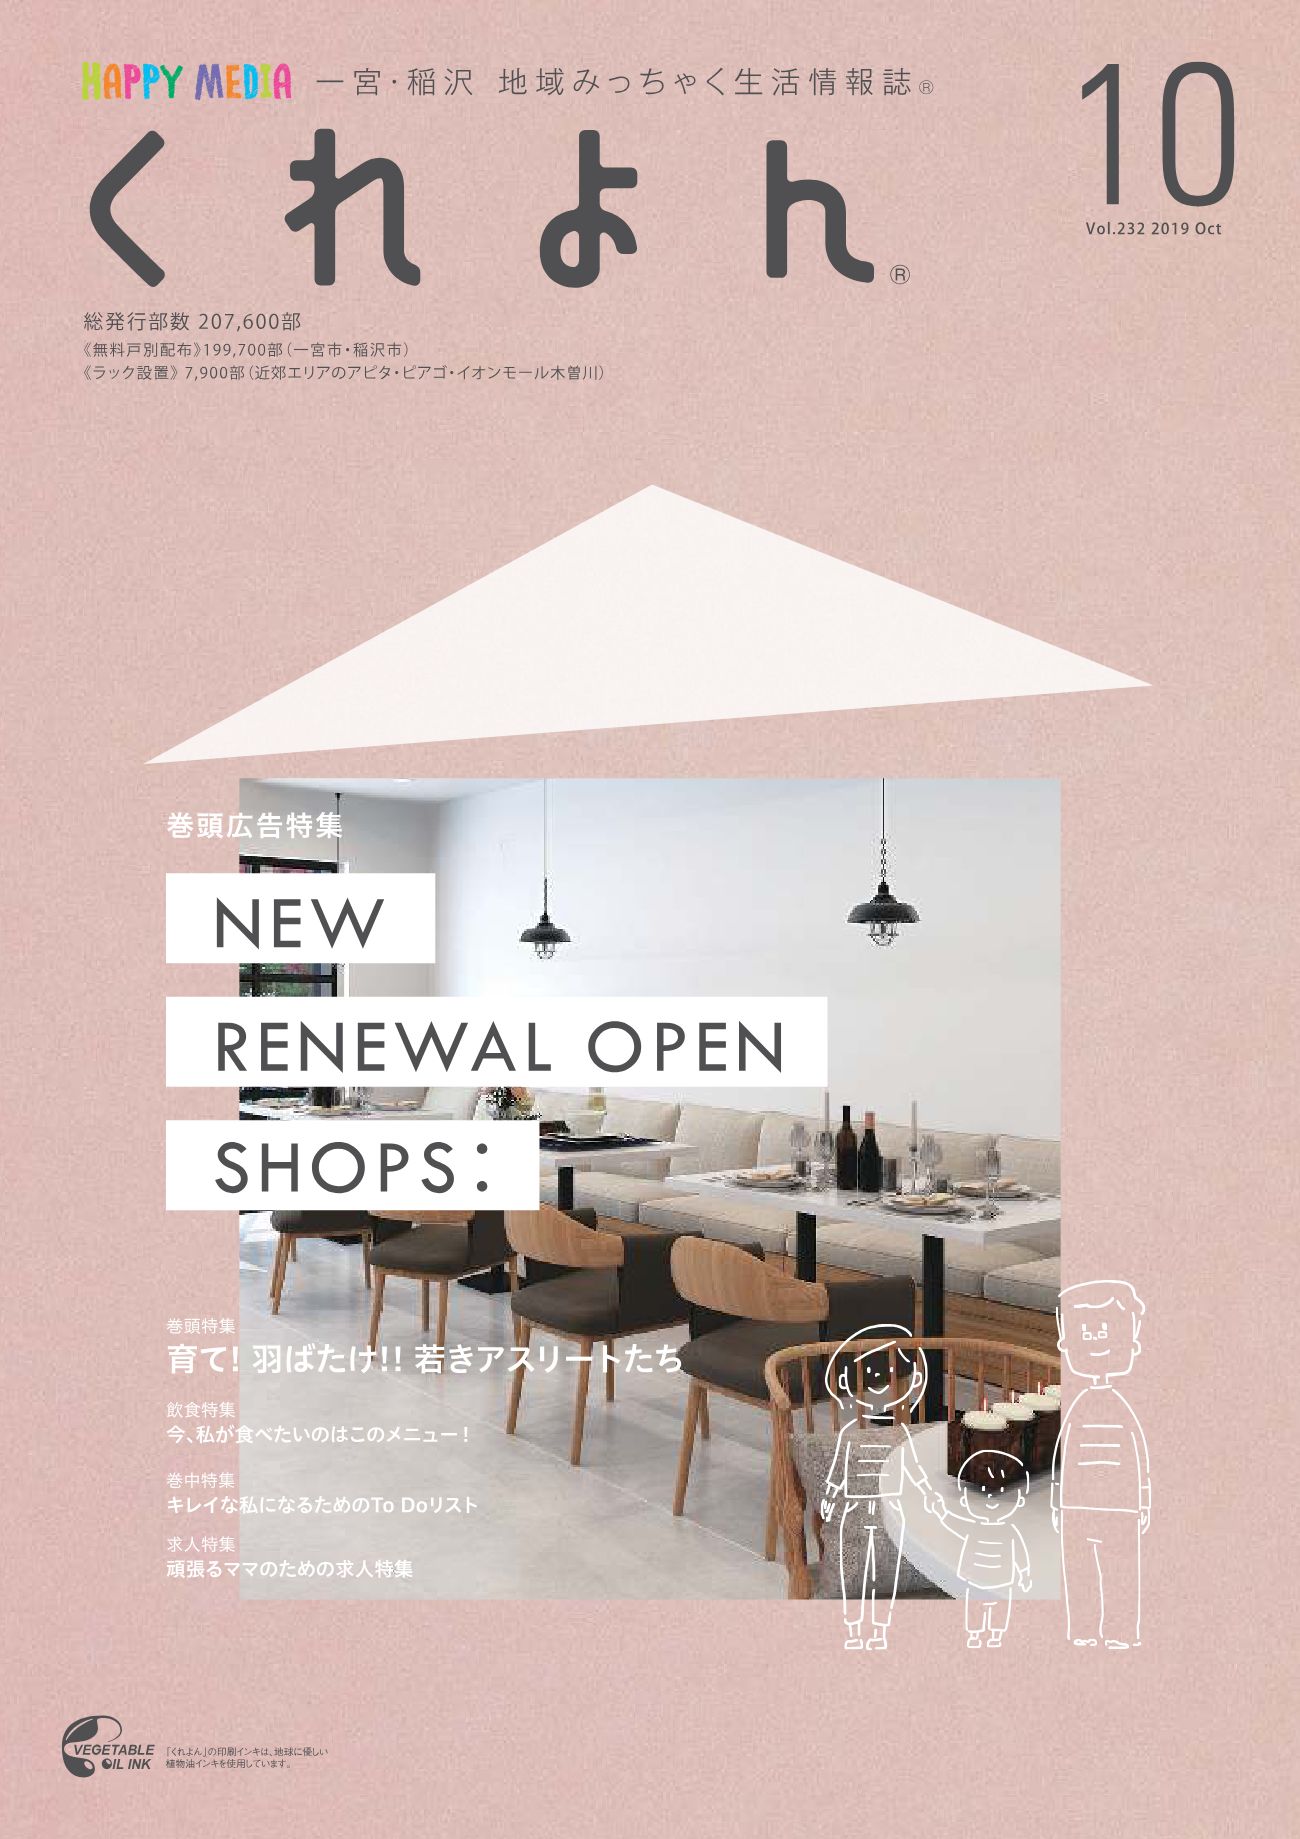 HAPPY MEDIA 一宮・稲沢 地域みっちゃく生活情報誌®
くれよん®
10
Vol.232 2019 Oct
総発行部数 207,600部
《無料戸別配布》199,700部（一宮市・稲沢市）
《ラック設置》 7,900部（近郊エリアのアピタ・ピアゴ・イオンモール木曽川）
巻頭広告特集
NEW
RENEWAL OPEN
SHOPS:
巻頭特集
育て! 羽ばたけ!! 若きアスリートたち
飲食特集
今、私が食べたいのはこのメニュー!
巻中特集
キレイな私になるためのTo Doリスト
求人特集
頑張るママのための求人特集
VEGETABLE
OIL INK
「くれよん」の印刷インキは、地球に優しい
植物油インキを使用しています。